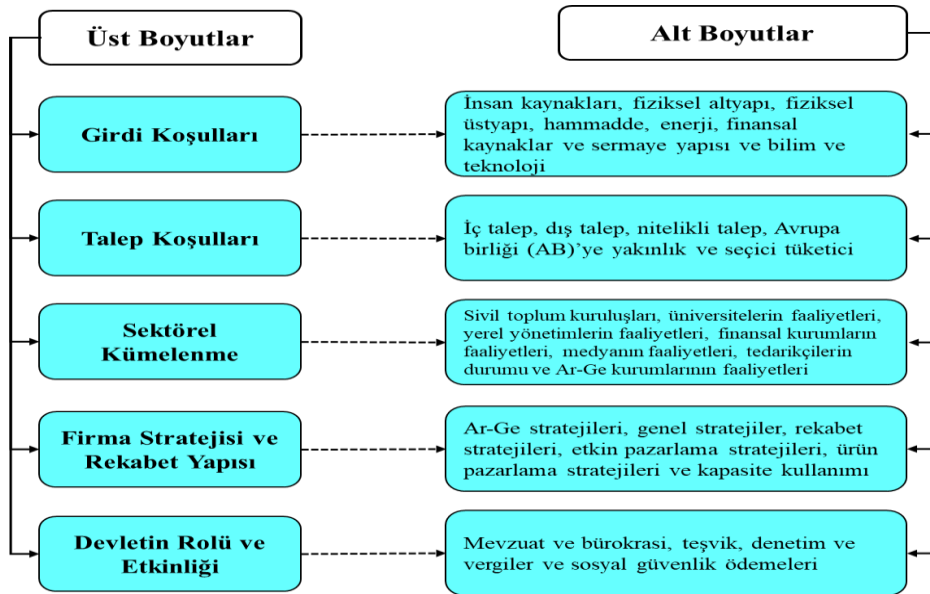 Üst Boyutlar
Alt Boyutlar
Girdi Koşulları
İnsan kaynakları, fiziksel altyapı, fiziksel
üstyapı, hammadde, enerji, finansal
kaynaklar ve sermaye yapısı ve bilim ve
teknoloji
Talep Koşulları
İç talep, dış talep, nitelikli talep, Avrupa
birliği (AB)’ye yakınlık ve seçici tüketici
Sektörel
Kümelenme
Sivil toplum kuruluşları, üniversitelerin faaliyetleri,
yerel yönetimlerin faaliyetleri, finansal kurumların
faaliyetleri, medyanın faaliyetleri, tedarikçilerin
durumu ve Ar-Ge kurumlarının faaliyetleri
Firma Stratejisi ve
Rekabet Yapısı
Ar-Ge stratejileri, genel stratejiler, rekabet
stratejileri, etkin pazarlama stratejileri, ürün
pazarlama stratejileri ve kapasite kullanımı
Devletin Rolü ve
Etkinliği
Mevzuat ve bürokrasi, teşvik, denetim ve
vergiler ve sosyal güvenlik ödemeleri